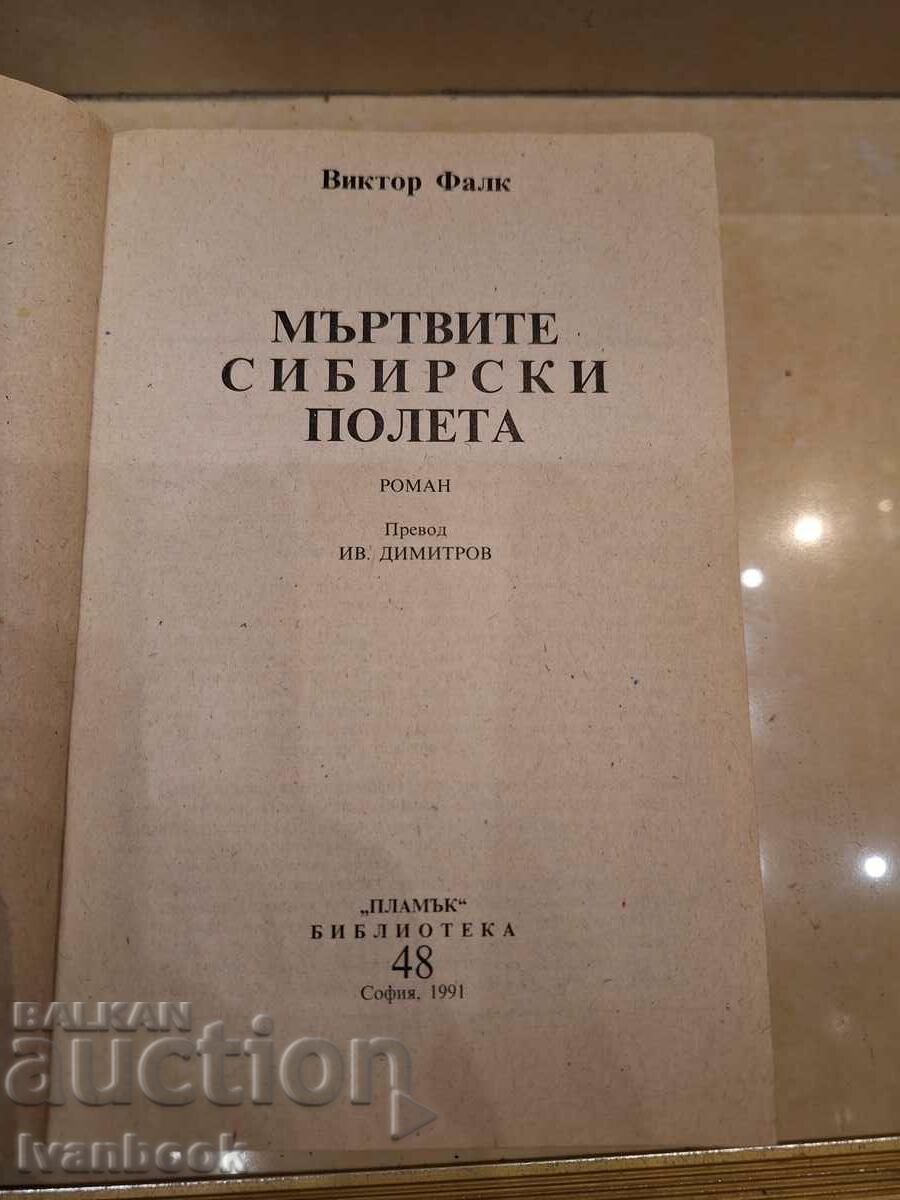 Виктор Фалк
МЪРТВИТЕ
СИБИРСКИ
ПОЛЕТА
РОМАН
Превод
ИВ. ДИМИТРОВ
„ПЛАМЪК“
БИБЛИОТЕКА
48
София, 1991
BALKAN
auction
Ivanbook